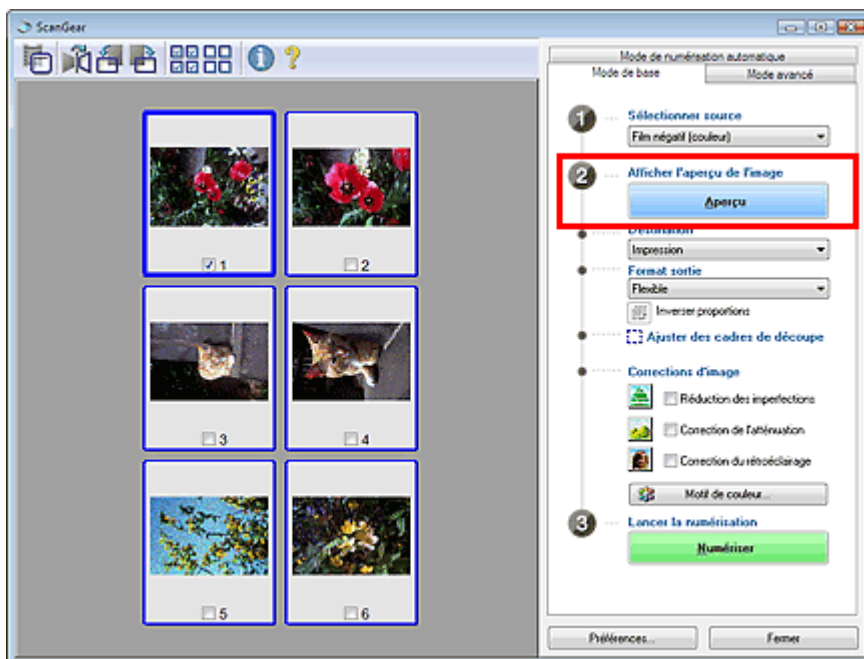 ScanGear
1
2
3
4
5
6
Mode de numérisation automatique
Mode de base
Mode avancé
1
Sélectionner source
Film négatif (couleur)
2
Afficher l'aperçu de l'image
Aperçu
Destination
Impression
Format sortie
Flexible
Inverser proportions
Ajuster des cadres de découpe
Corrections d'image
Réduction des imperfections
Correction de l'atténuation
Correction du rétroéclairage
Motif de couleur...
3
Lancer la numérisation
Numériser
Préférences...
Fermer